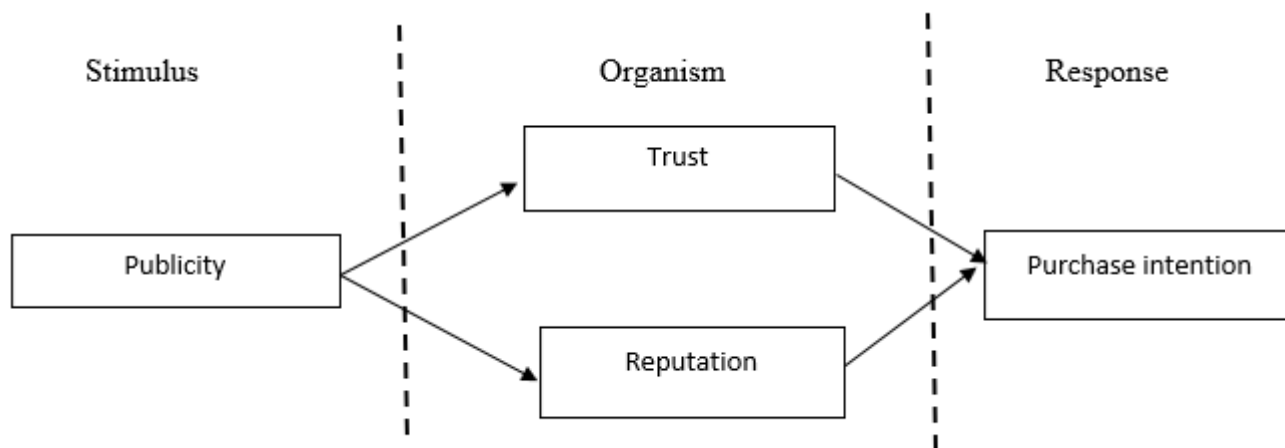 Stimulus
Organism
Response
Trust
Publicity
Purchase intention
Reputation